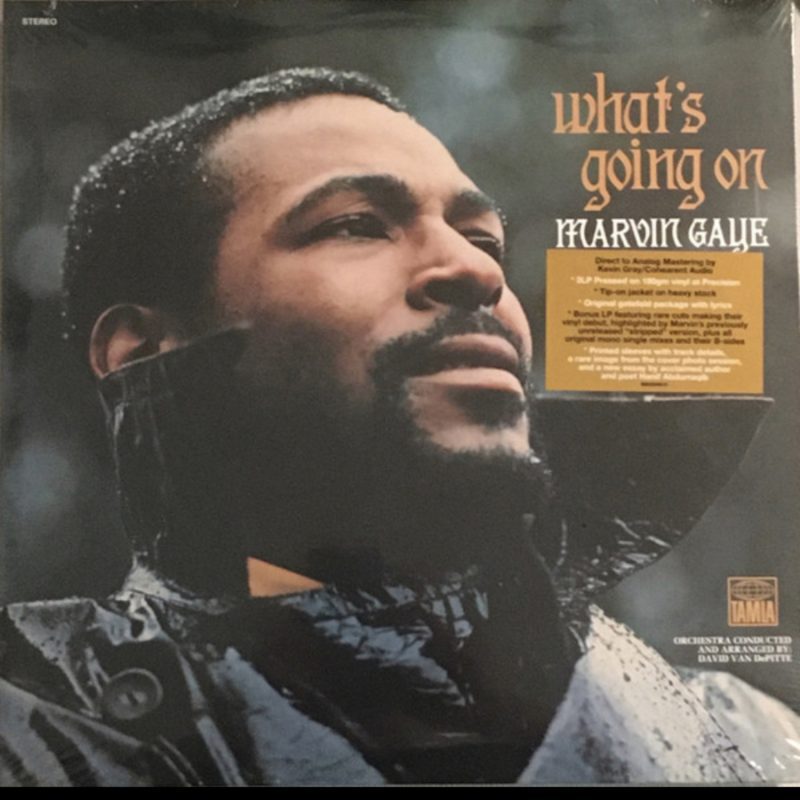 STEREO
what's
going on
MARVIN GAYE
Direct to Analog Mastering by
Kevin Gray/Cohearent Audio
* 2LP Pressed on 180gm vinyl at Precision
* Tip-on jacket on heavy stock
* Original gatefold package with lyrics
* Bonus LP featuring rare cuts making their
vinyl debut, highlighted by Marvin's previously
unreleased "stripped" version, plus all
original mono single mixes and their B-sides
* Printed sleeves with track details,
a rare image from the cover photo session,
and a new essay by acclaimed author
and poet Hanif Abdurraqib
TAMLA
ORCHESTRA CONDUCTED
AND ARRANGED BY:
DAVID VAN DePITTE